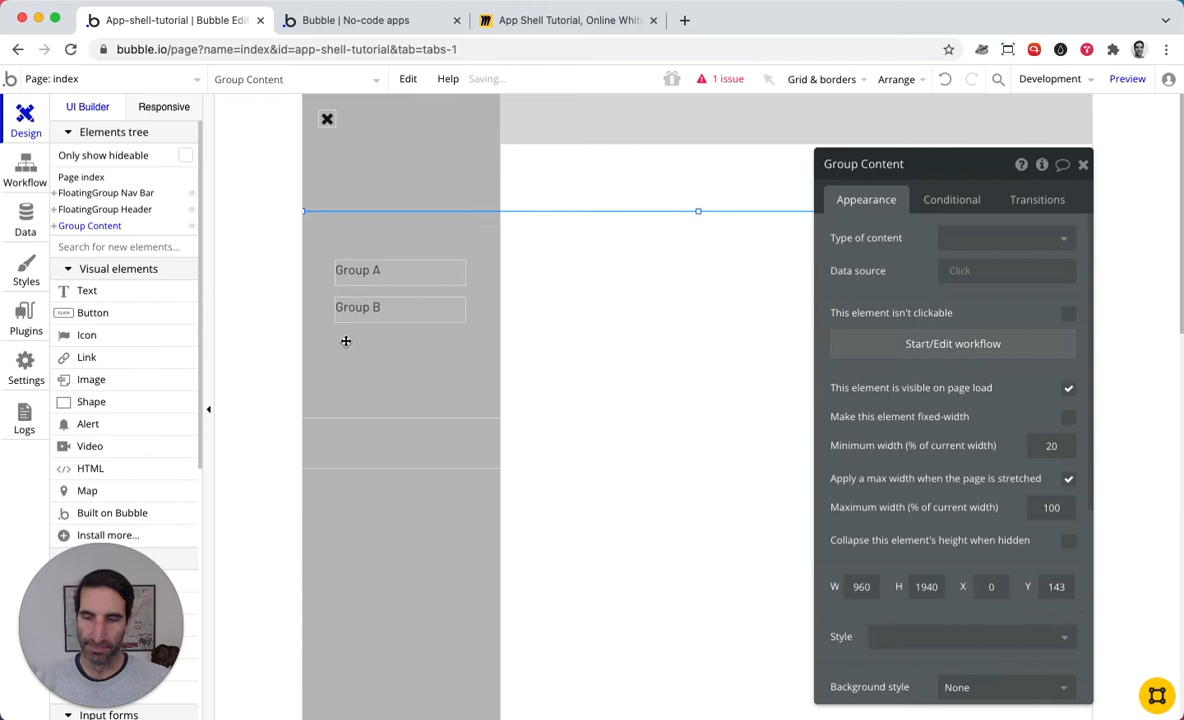 App-shell-tutorial | Bubble Edi
Bubble | No-code apps
App Shell Tutorial, Online Whit
bubble.io/page?name=index&id=app-shell-tutorial&tab=tabs-1
Page: index
Group Content
Edit
Help
Saving...
1 issue
Grid & borders
Arrange
Development
Preview
Design
Workflow
Data
Styles
Plugins
Settings
Logs
UI Builder
Responsive
Elements tree
Only show hideable
Page index
FloatingGroup Nav Bar
FloatingGroup Header
Group Content
Search for new elements...
Visual elements
Text
CLICK
Button
Icon
Link
Image
Shape
Alert
Video
</> HTML
Map
Built on Bubble
Install more...
Input forms
Group A
Group B
Group Content
Appearance
Conditional
Transitions
Type of content
Data source
Click
This element isn't clickable
Start/Edit workflow
This element is visible on page load
Make this element fixed-width
Minimum width (% of current width)
20
Apply a max width when the page is stretched
Maximum width (% of current width)
100
Collapse this element's height when hidden
W 960 H 1940 X 0 Y 143
Style
Background style
None